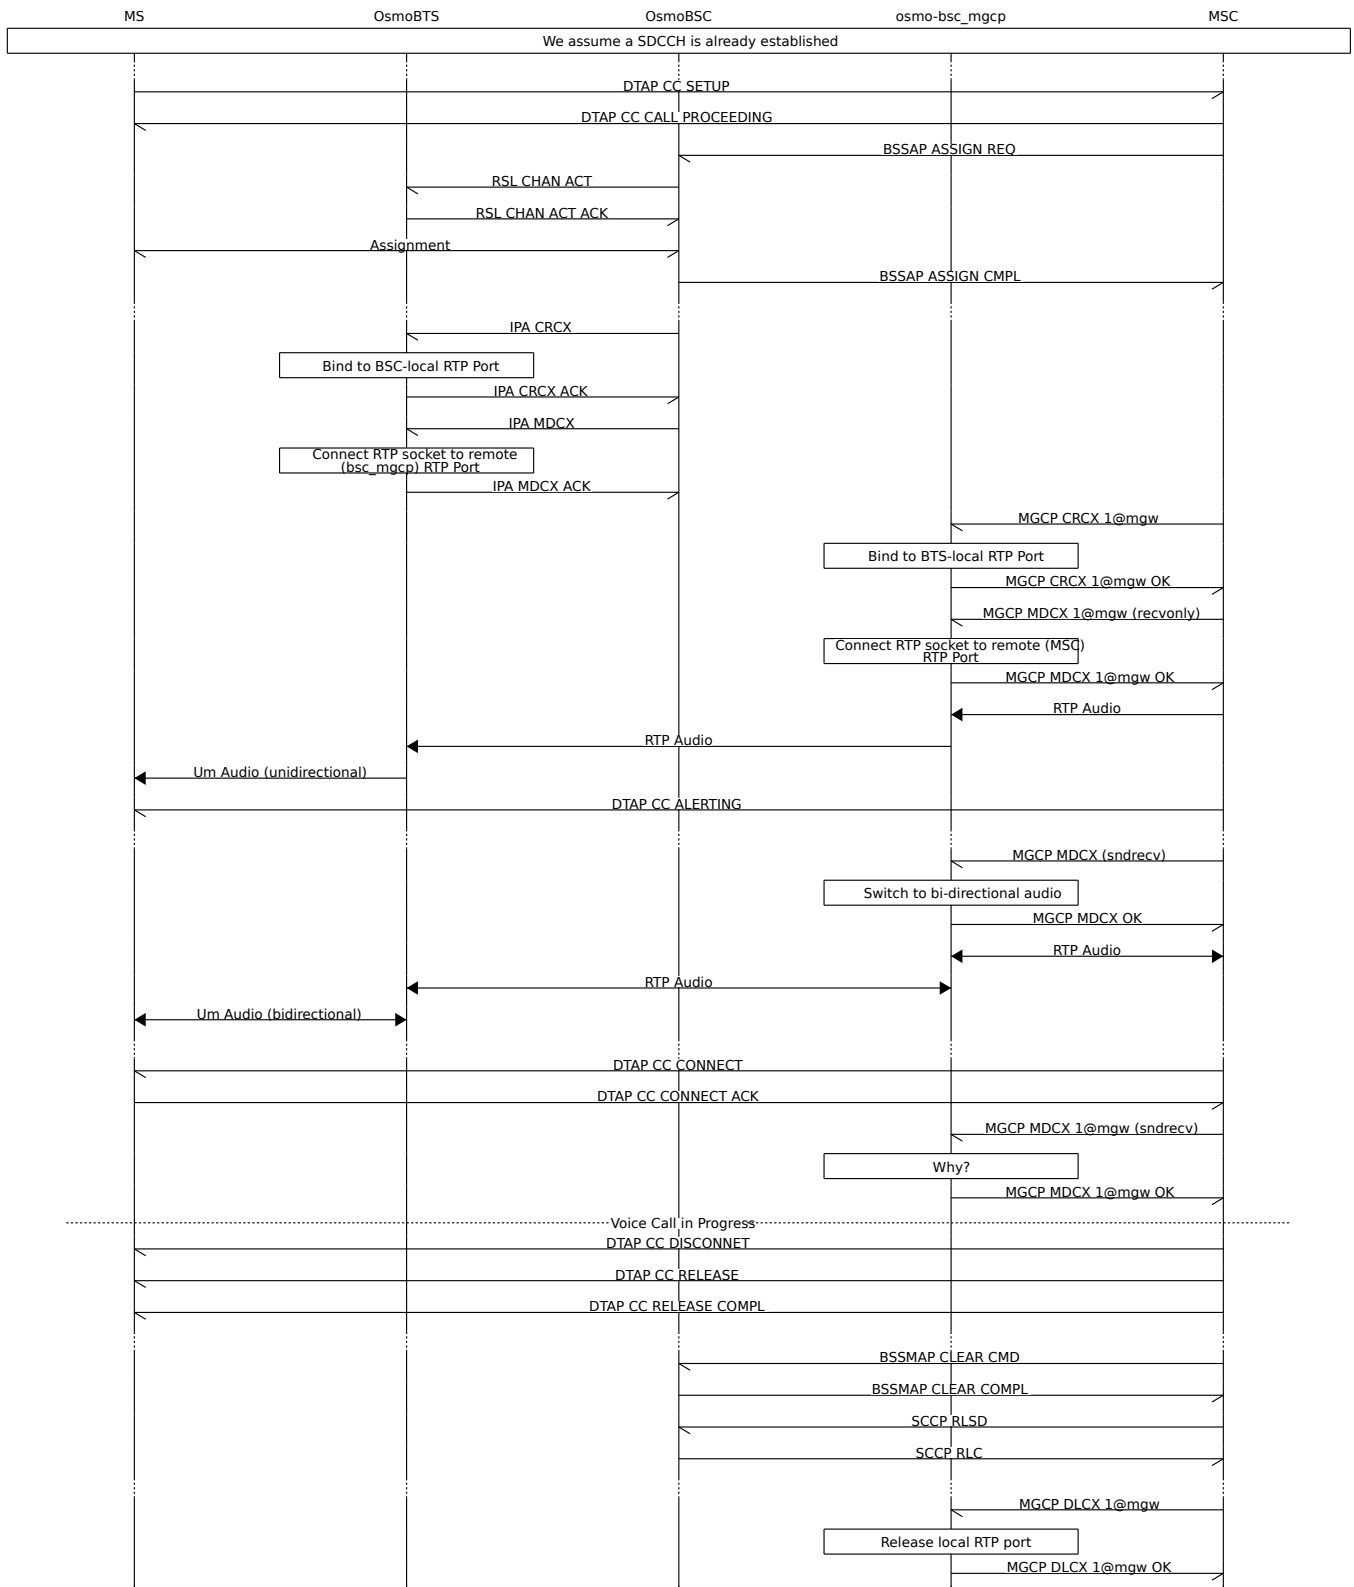 MS OsmoBTS OsmoBSC osmo-bsc_mgcp MSC
We assume a SDCCH is already established
DTAP CC SETUP
DTAP CC CALL PROCEEDING
BSSAP ASSIGN REQ
RSL CHAN ACT
RSL CHAN ACT ACK
Assignment
BSSAP ASSIGN CMPL
IPA CRCX
Bind to BSC-local RTP Port
IPA CRCX ACK
IPA MDCX
Connect RTP socket to remote
(bsc_mgcp) RTP Port
IPA MDCX ACK
MGCP CRCX 1@mgw
Bind to BTS-local RTP Port
MGCP CRCX 1@mgw OK
MGCP MDCX 1@mgw (recvonly)
Connect RTP socket to remote (MSC)
RTP Port
MGCP MDCX 1@mgw OK
RTP Audio
RTP Audio
Um Audio (unidirectional)
DTAP CC ALERTING
MGCP MDCX (sndrecv)
Switch to bi-directional audio
MGCP MDCX OK
RTP Audio
RTP Audio
Um Audio (bidirectional)
DTAP CC CONNECT
DTAP CC CONNECT ACK
MGCP MDCX 1@mgw (sndrecv)
Why?
MGCP MDCX 1@mgw OK
Voice Call in Progress
DTAP CC DISCONNET
DTAP CC RELEASE
DTAP CC RELEASE COMPL
BSSMAP CLEAR CMD
BSSMAP CLEAR COMPL
SCCP RLSD
SCCP RLC
MGCP DLCX 1@mgw
Release local RTP port
MGCP DLCX 1@mgw OK